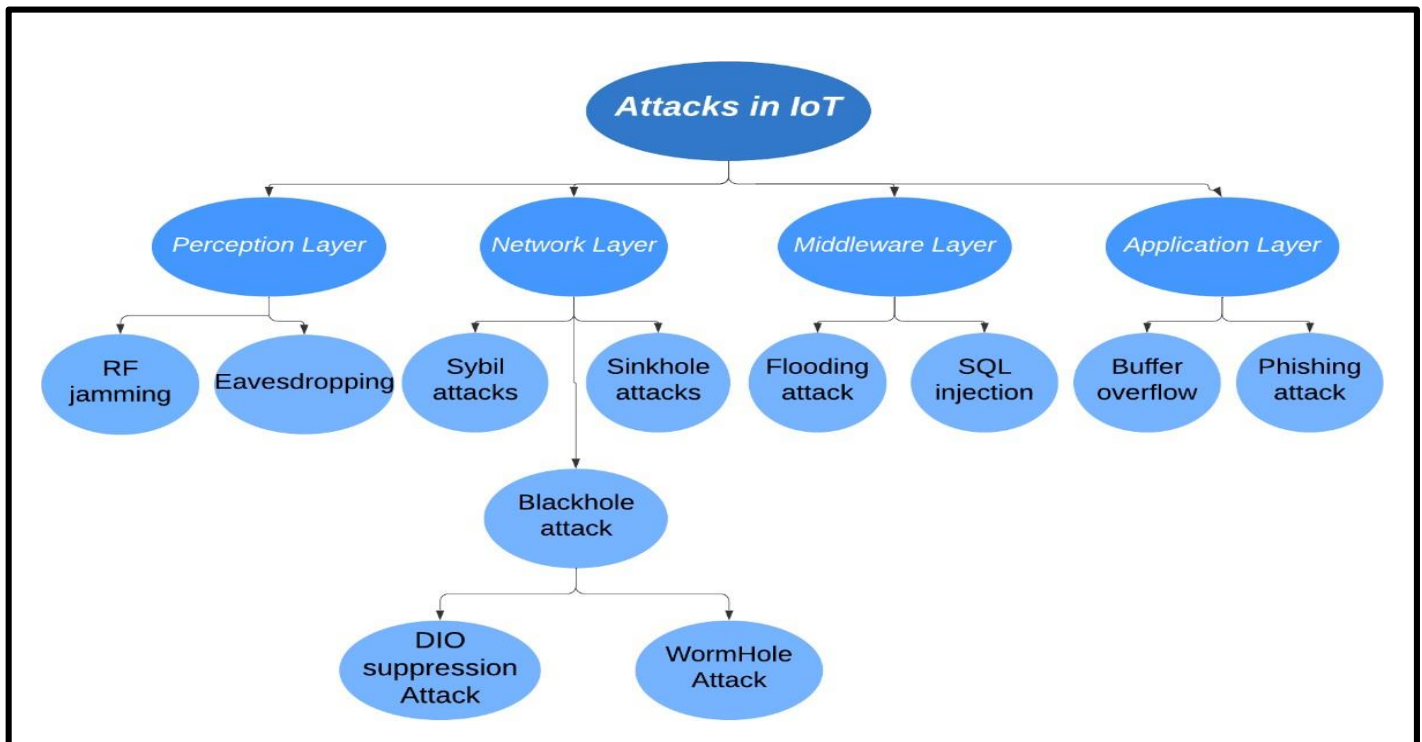 Attacks in IoT
Perception Layer
Network Layer
Middleware Layer
Application Layer
RF
jamming
Eavesdropping
Sybil
attacks
Sinkhole
attacks
Flooding
attack
SQL
injection
Buffer
overflow
Phishing
attack
Blackhole
attack
DIO
suppression
Attack
WormHole
Attack